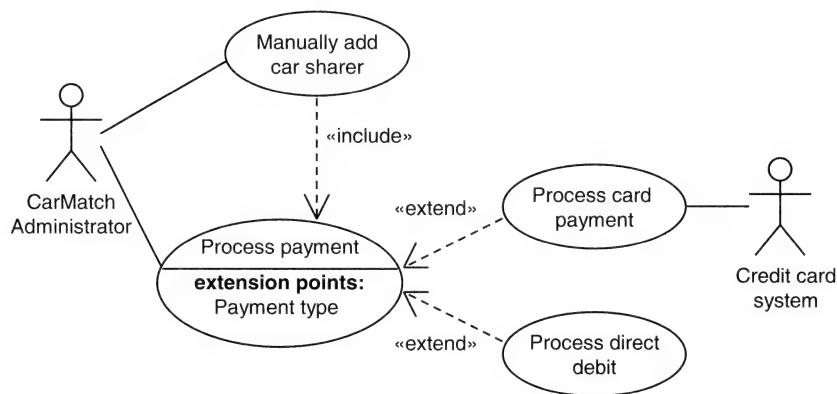 Manually add
car sharer
«include»
CarMatch
Administrator
Process payment
extension points:
Payment type
«extend»
Process card
payment
Credit card
system
«extend»
Process direct
debit